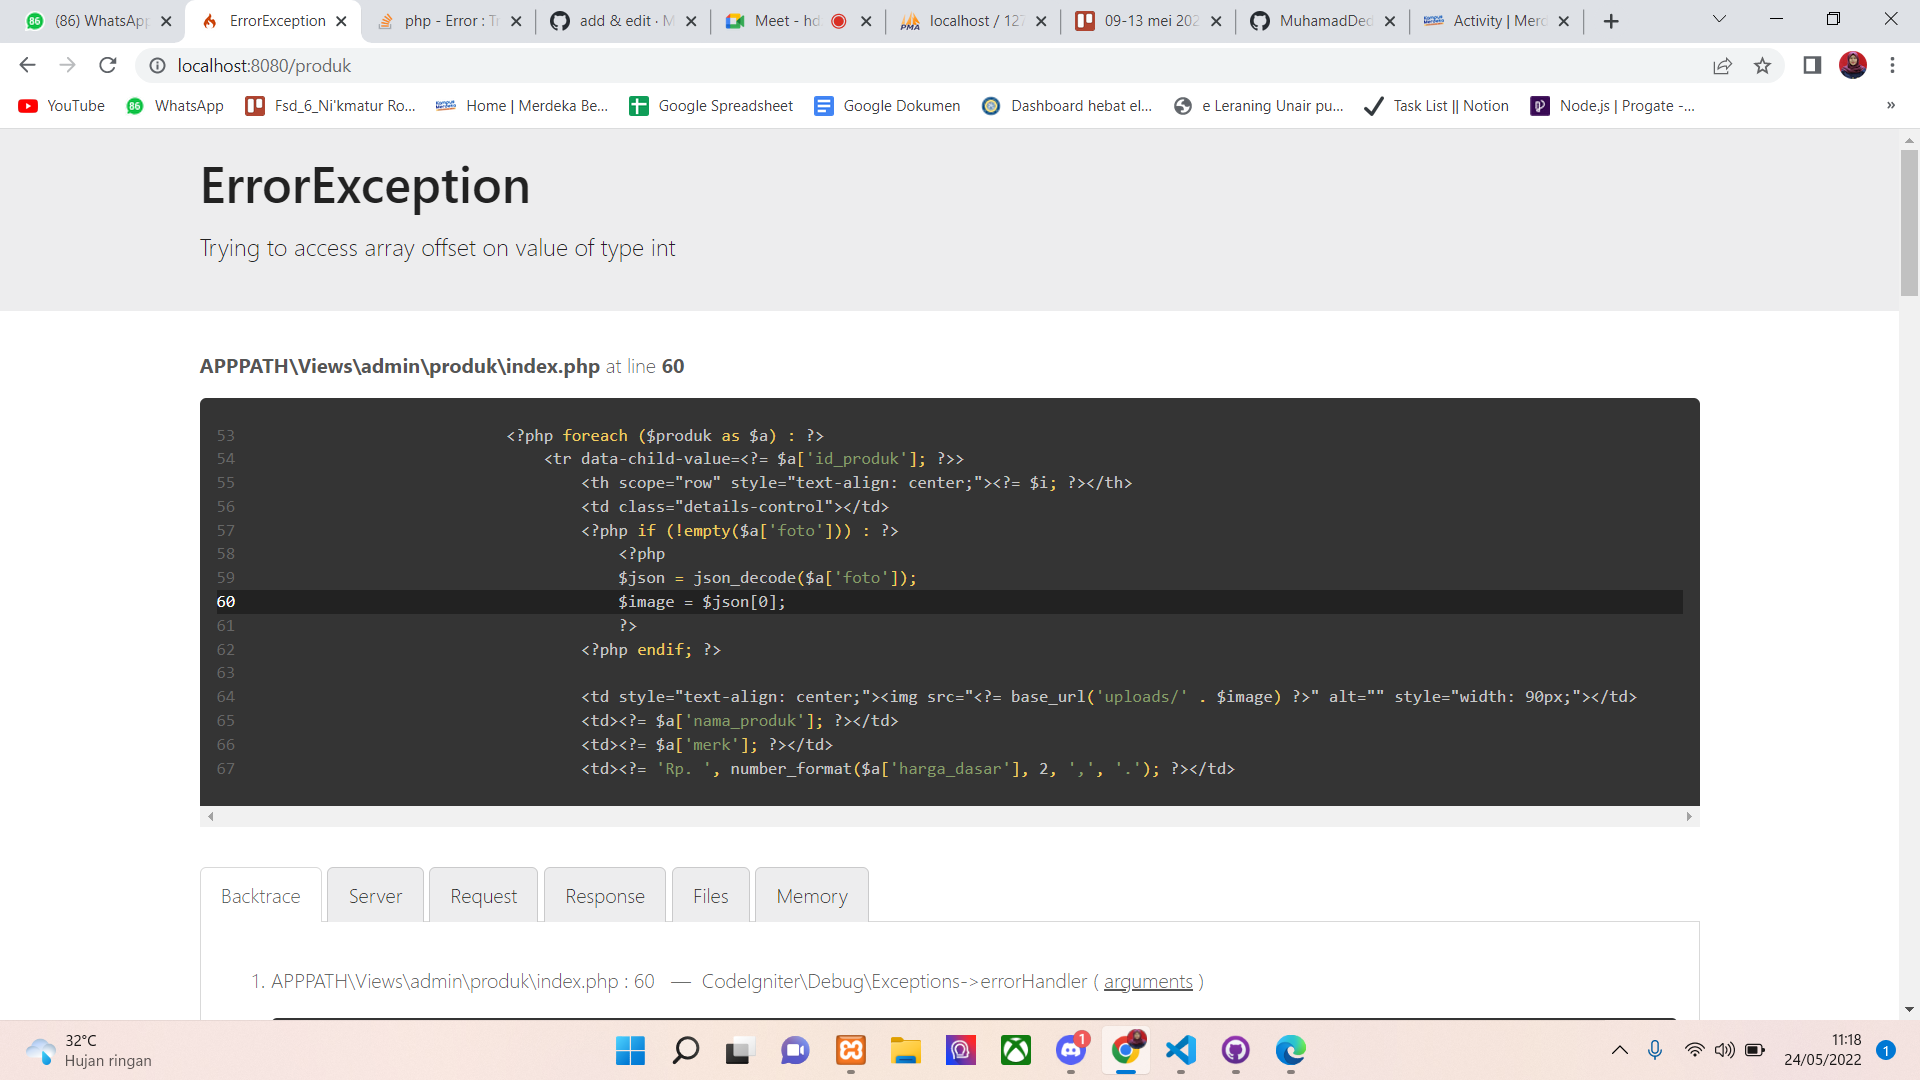 (86) WhatsApp
ErrorException
php - Error : Tr
add & edit · M
Meet - hd
localhost / 127
09-13 mei 202
MuhamadDed
Activity | Merd
localhost:8080/produk
YouTube
WhatsApp
Fsd_6_Ni'kmatur Ro...
Home | Merdeka Be...
Google Spreadsheet
Google Dokumen
Dashboard hebat el...
e Leraning Unair pu...
Task List || Notion
Node.js | Progate -...
»
ErrorException
Trying to access array offset on value of type int
APPPATH\Views\admin\produk\index.php at line 60
53 <?php foreach ($produk as $a) : ?>
54 <tr data-child-value=<?= $a['id_produk']; ?>>
55 <th scope="row" style="text-align: center;"><?= $i; ?></th>
56 <td class="details-control"></td>
57 <?php if (!empty($a['foto'])) : ?>
58 <?php
59 $json = json_decode($a['foto']);
60 $image = $json[0];
61 ?>
62 <?php endif; ?>
63
64 <td style="text-align: center;"><img src="<?= base_url('uploads/' . $image) ?>" alt="" style="width: 90px;"></td>
65 <td><?= $a['nama_produk']; ?></td>
66 <td><?= $a['merk']; ?></td>
67 <td><?= 'Rp. ', number_format($a['harga_dasar'], 2, ',', '.'); ?></td>
Backtrace
Server
Request
Response
Files
Memory
1. APPPATH\Views\admin\produk\index.php : 60 — CodeIgniter\Debug\Exceptions->errorHandler ( arguments )
32°C
Hujan ringan
1
11:18
24/05/2022
1